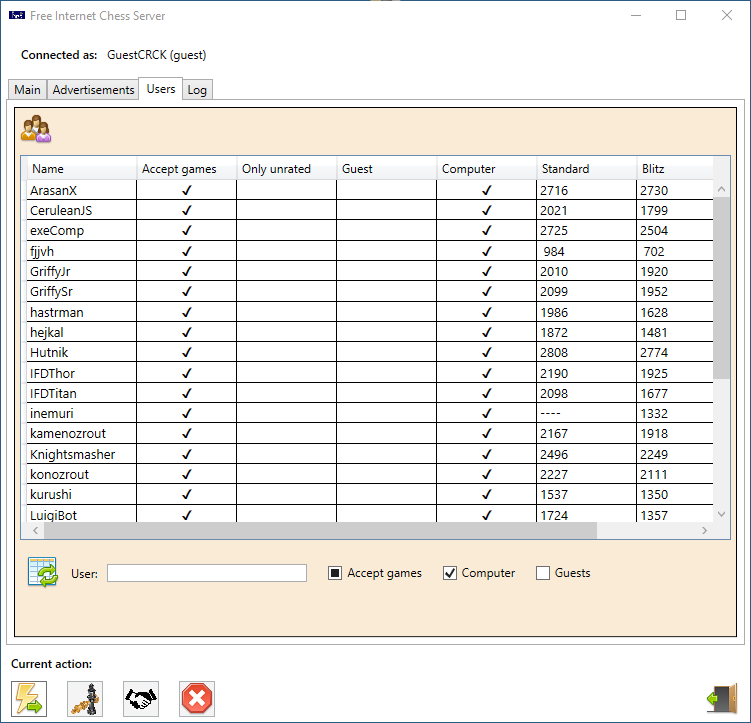 Free Internet Chess Server
Connected as: GuestCRCK (guest)
Main Advertisements Users Log
Name Accept games Only unrated Guest Computer Standard Blitz
ArasanX ✓ ✓ 2716 2730
CeruleanJS ✓ ✓ 2021 1799
exeComp ✓ ✓ 2725 2504
fjjvh ✓ ✓ 984 702
GriffyJr ✓ ✓ 2010 1920
GriffySr ✓ ✓ 2099 1952
hastrman ✓ ✓ 1986 1628
hejkal ✓ ✓ 1872 1481
Hutnik ✓ ✓ 2808 2774
IFDThor ✓ ✓ 2190 1925
IFDTitan ✓ ✓ 2098 1677
inemuri ✓ ✓ ---- 1332
kamenozrout ✓ ✓ 2167 1918
Knightsmasher ✓ ✓ 2496 2249
konozrout ✓ ✓ 2227 2111
kurushi ✓ ✓ 1537 1350
LuigiBot ✓ ✓ 1724 1357
User: Accept games Computer Guests
Current action: